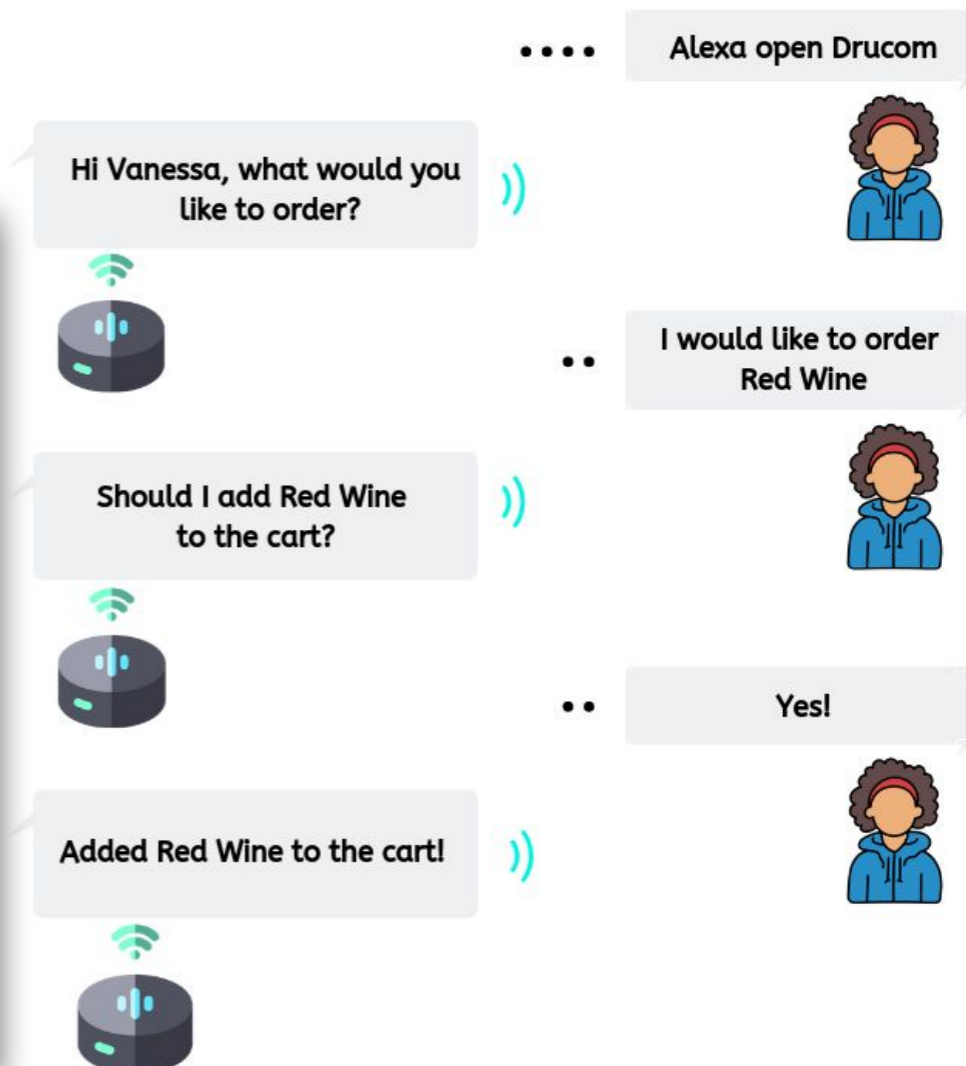 Alexa open Drucom
Hi Vanessa, what would you
like to order?
I would like to order
Red Wine
Should I add Red Wine
to the cart?
Yes!
Added Red Wine to the cart!